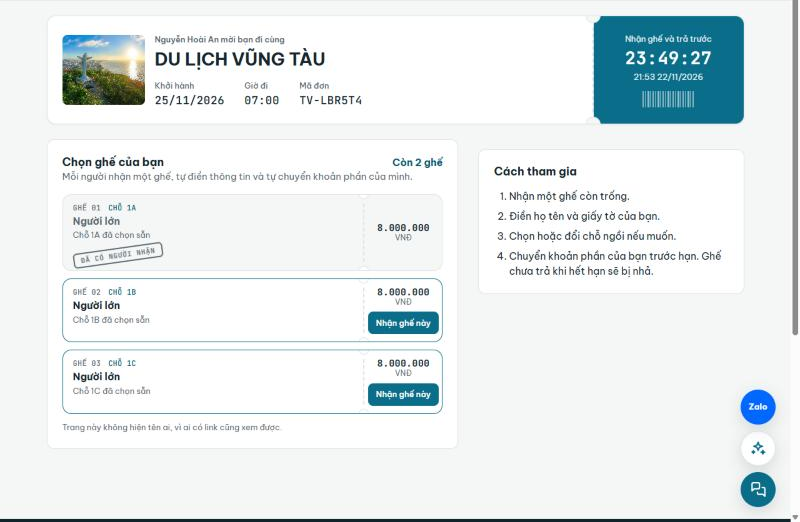 Nguyễn Hoài An mời bạn đi cùng
DU LỊCH VŨNG TÀU
Khởi hành
25/11/2026
Giờ đi
07:00
Mã đơn
TV-LBR5T4
Nhận ghế và trả trước
23:49:27
21:53 22/11/2026
Chọn ghế của bạn
Còn 2 ghế
Mỗi người nhận một ghế, tự điền thông tin và tự chuyển khoản phần của mình.
GHẾ 01 CHỖ 1A
Người lớn
Chỗ 1A đã chọn sẵn
ĐÃ CÓ NGƯỜI NHẬN
8.000.000
VNĐ
GHẾ 02 CHỖ 1B
Người lớn
Chỗ 1B đã chọn sẵn
8.000.000
VNĐ
Nhận ghế này
GHẾ 03 CHỖ 1C
Người lớn
Chỗ 1C đã chọn sẵn
8.000.000
VNĐ
Nhận ghế này
Trang này không hiện tên ai, vì ai có link cũng xem được.
Cách tham gia
1. Nhận một ghế còn trống.
2. Điền họ tên và giấy tờ của bạn.
3. Chọn hoặc đổi chỗ ngồi nếu muốn.
4. Chuyển khoản phần của bạn trước hạn. Ghế
chưa trả khi hết hạn sẽ bị nhả.
Zalo